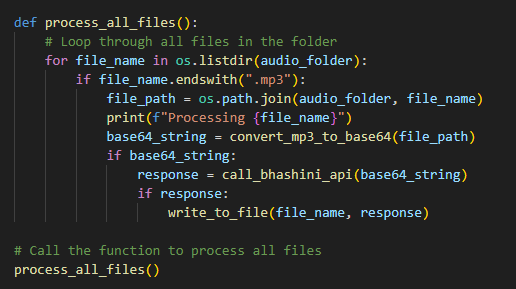 def process_all_files():
    # Loop through all files in the folder
    for file_name in os.listdir(audio_folder):
        if file_name.endswith(".mp3"):
            file_path = os.path.join(audio_folder, file_name)
            print(f"Processing {file_name}")
            base64_string = convert_mp3_to_base64(file_path)
            if base64_string:
                response = call_bhashini_api(base64_string)
                if response:
                    write_to_file(file_name, response)

# Call the function to process all files
process_all_files()